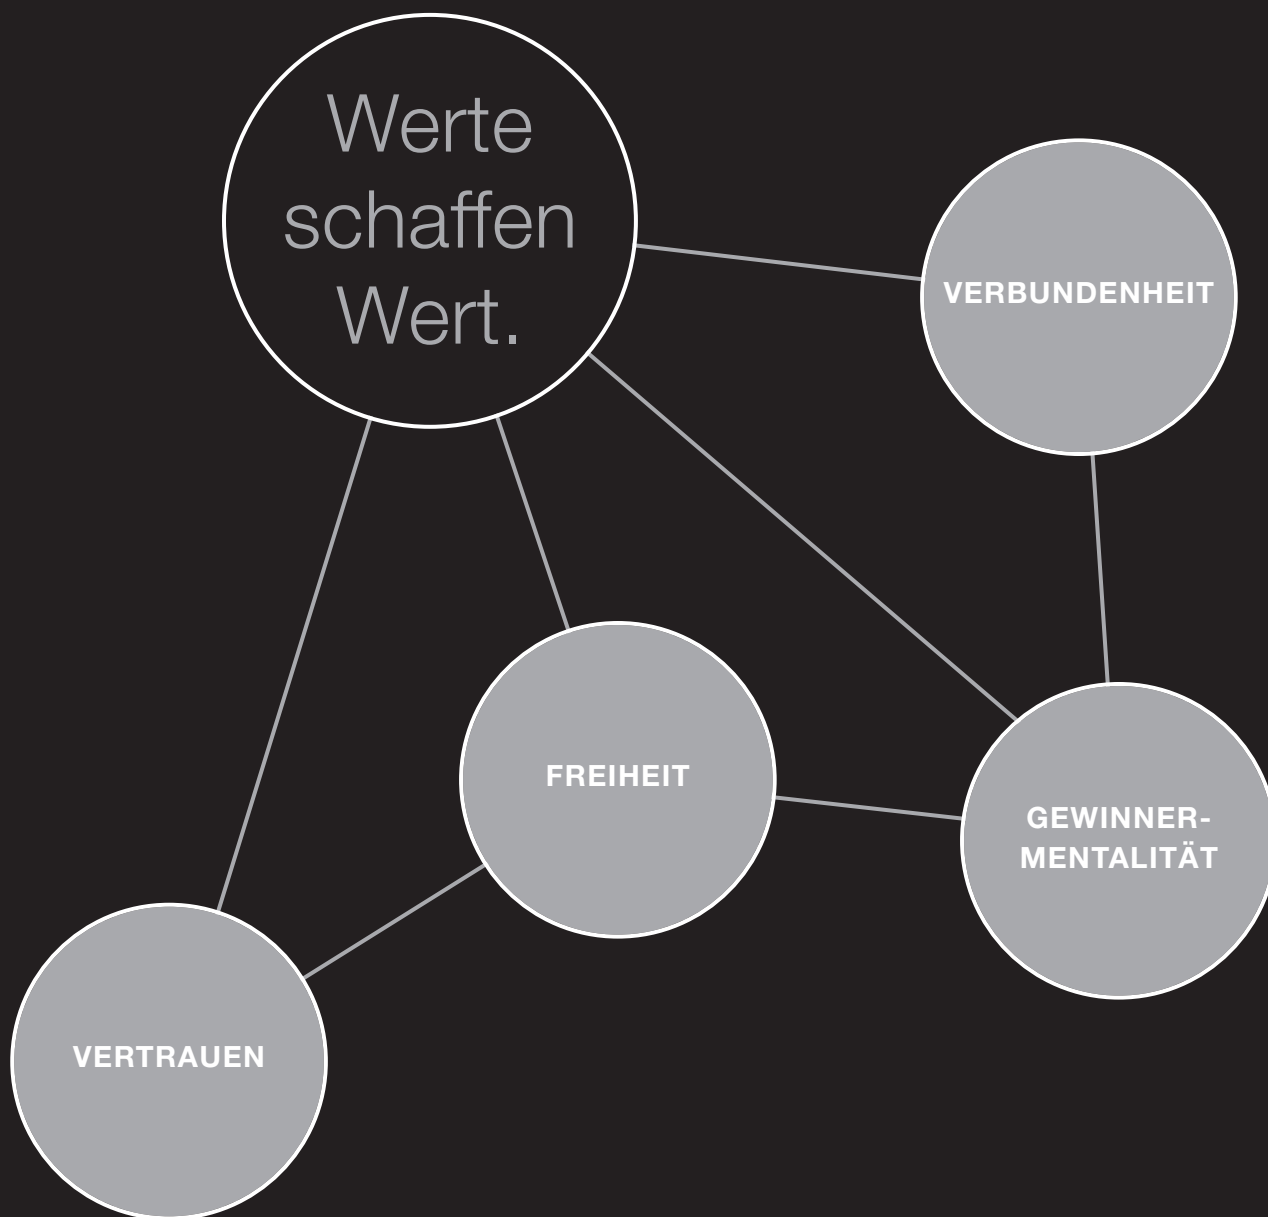 Werte
schaffen
Wert.
VERBUNDENHEIT
FREIHEIT
GEWINNER-
MENTALITÄT
VERTRAUEN